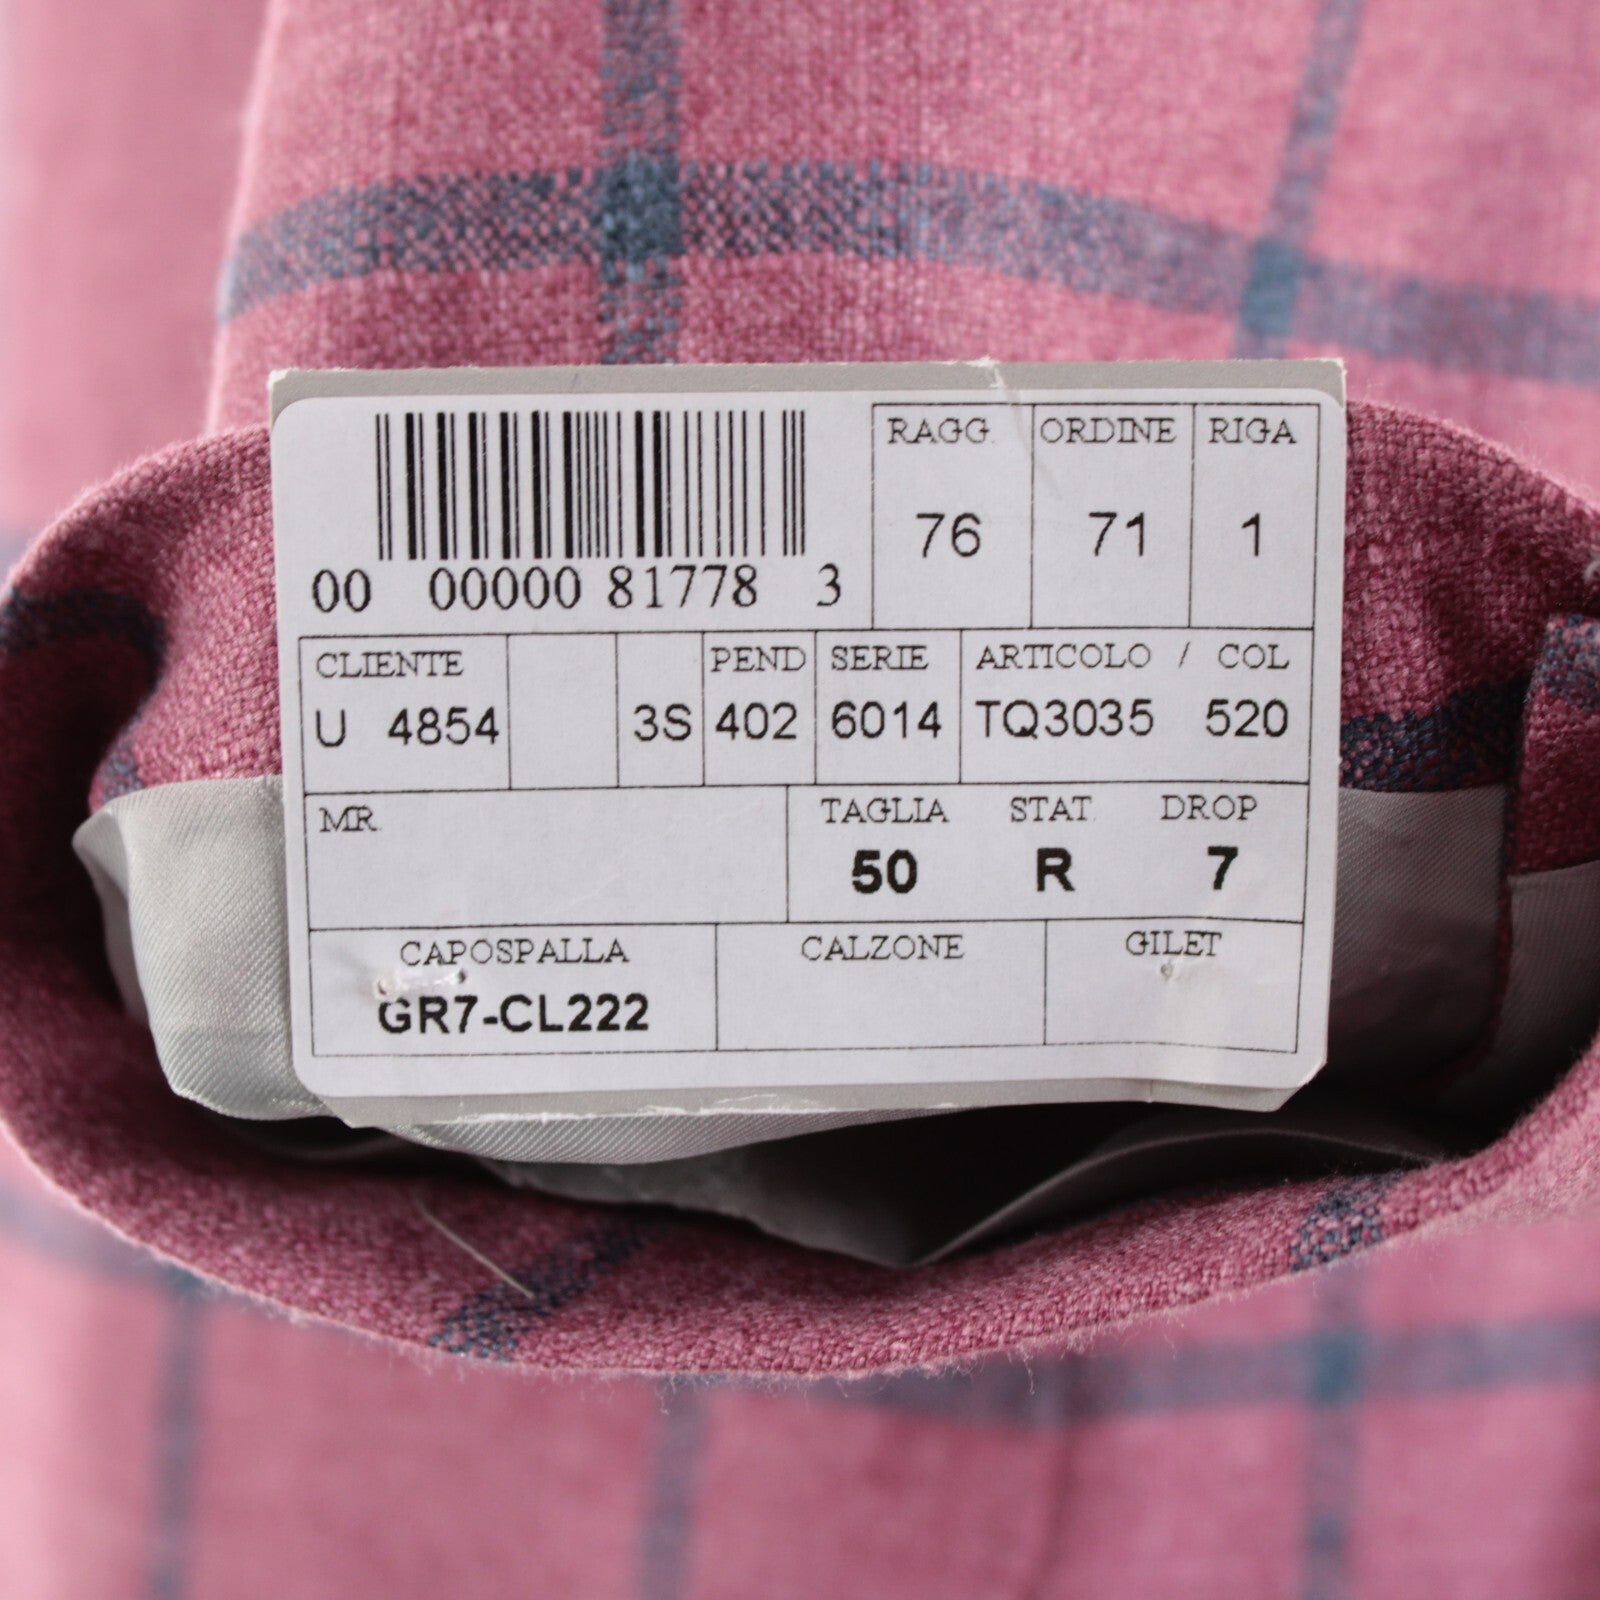 RAGG. ORDINE RIGA
76 71 1
00 00000 81778 3
CLIENTE PEND SERIE ARTICOLO / COL
U 4854 3S 402 6014 TQ3035 520
MR. TAGLIA STAT. DROP
50 R 7
CAPOSPALLA CALZONE GILET
GR7-CL222